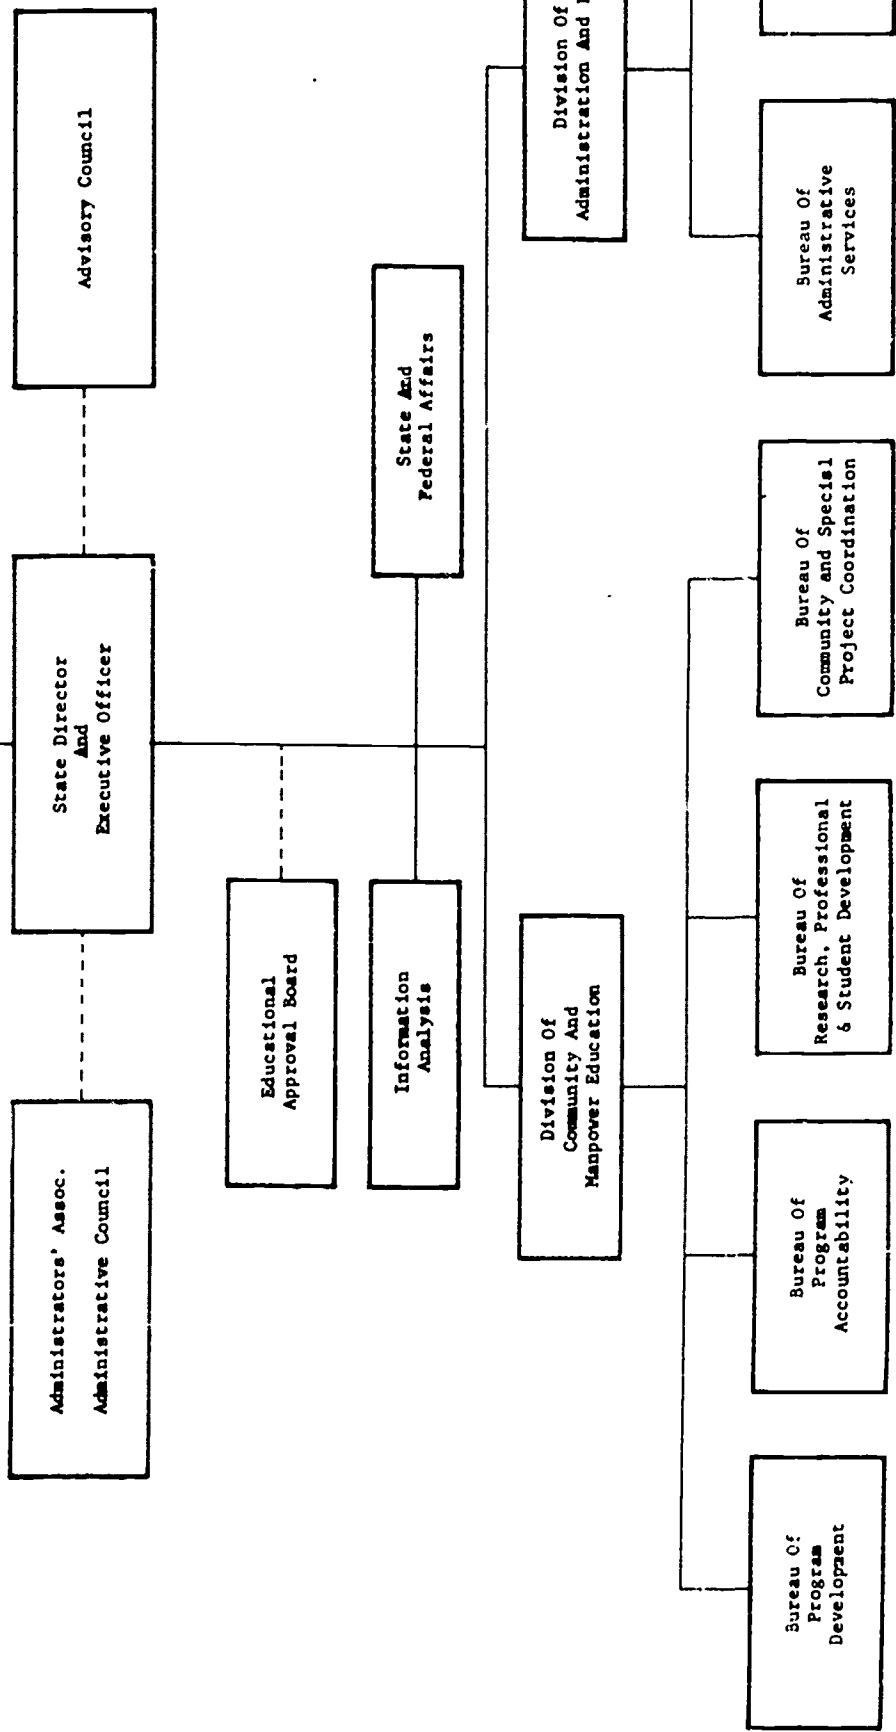 Administrators' Assoc.
Administrative Council
State Director
And
Executive Officer
Advisory Council
Educational
Approval Board
Information
Analysis
State And
Federal Affairs
Division Of
Community And
Manpower Education
Division Of
Administration And
Bureau Of
Program
Development
Bureau Of
Program
Accountability
Bureau Of
Research, Professional
& Student Development
Bureau Of
Community and Special
Project Coordination
Bureau Of
Administrative
Services